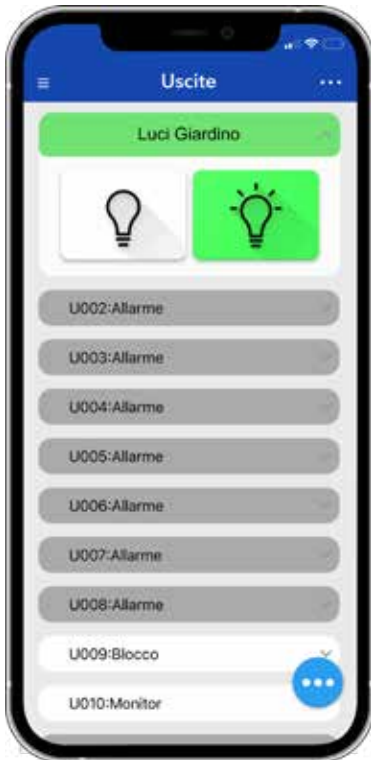 Uscite
Luci Giardino
U002:Allarme
U003:Allarme
U004:Allarme
U005:Allarme
U006:Allarme
U007:Allarme
U008:Allarme
U009:Blocco
U010:Monitor